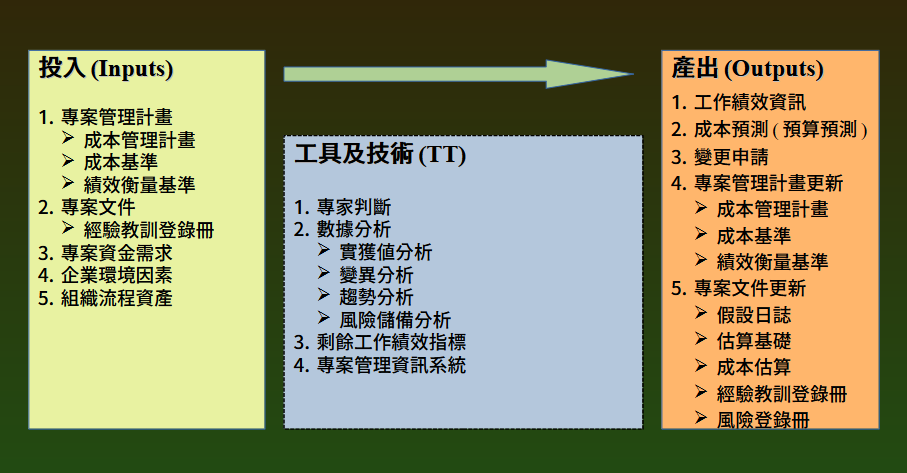 投入 (Inputs)
1. 專案管理計畫
➢ 成本管理計畫
➢ 成本基準
➢ 績效衡量基準
2. 專案文件
➢ 經驗教訓登錄冊
3. 專案資金需求
4. 企業環境因素
5. 組織流程資產
工具及技術 (TT)
1. 專家判斷
2. 數據分析
➢ 實獲值分析
➢ 變異分析
➢ 趨勢分析
➢ 風險儲備分析
3. 剩餘工作績效指標
4. 專案管理資訊系統
產出 (Outputs)
1. 工作績效資訊
2. 成本預測 ( 預算預測 )
3. 變更申請
4. 專案管理計畫更新
➢ 成本管理計畫
➢ 成本基準
➢ 績效衡量基準
5. 專案文件更新
➢ 假設日誌
➢ 估算基礎
➢ 成本估算
➢ 經驗教訓登錄冊
➢ 風險登錄冊